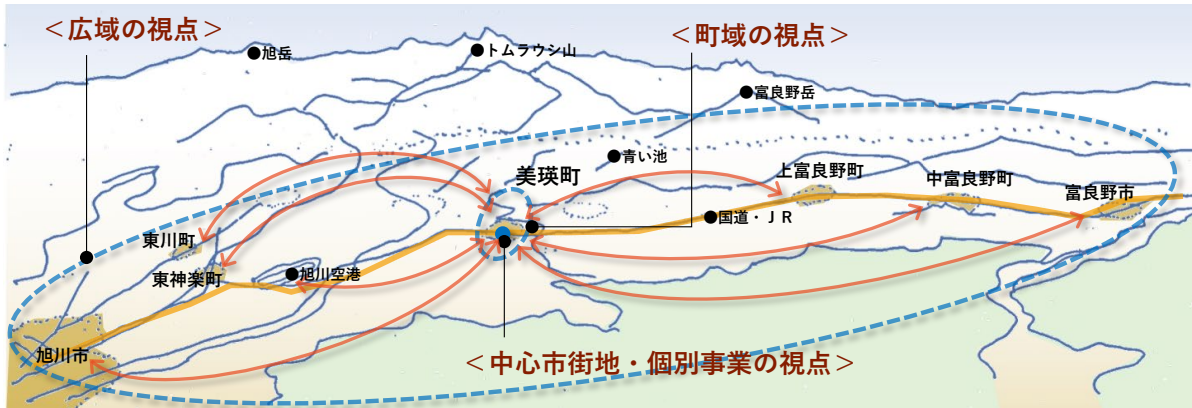 ＜広域の視点＞
＜町域の視点＞
旭岳
トムラウシ山
富良野岳
青い池
美瑛町
上富良野町
中富良野町
富良野市
国道・ＪＲ
東川町
東神楽町
旭川空港
旭川市
＜中心市街地・個別事業の視点＞